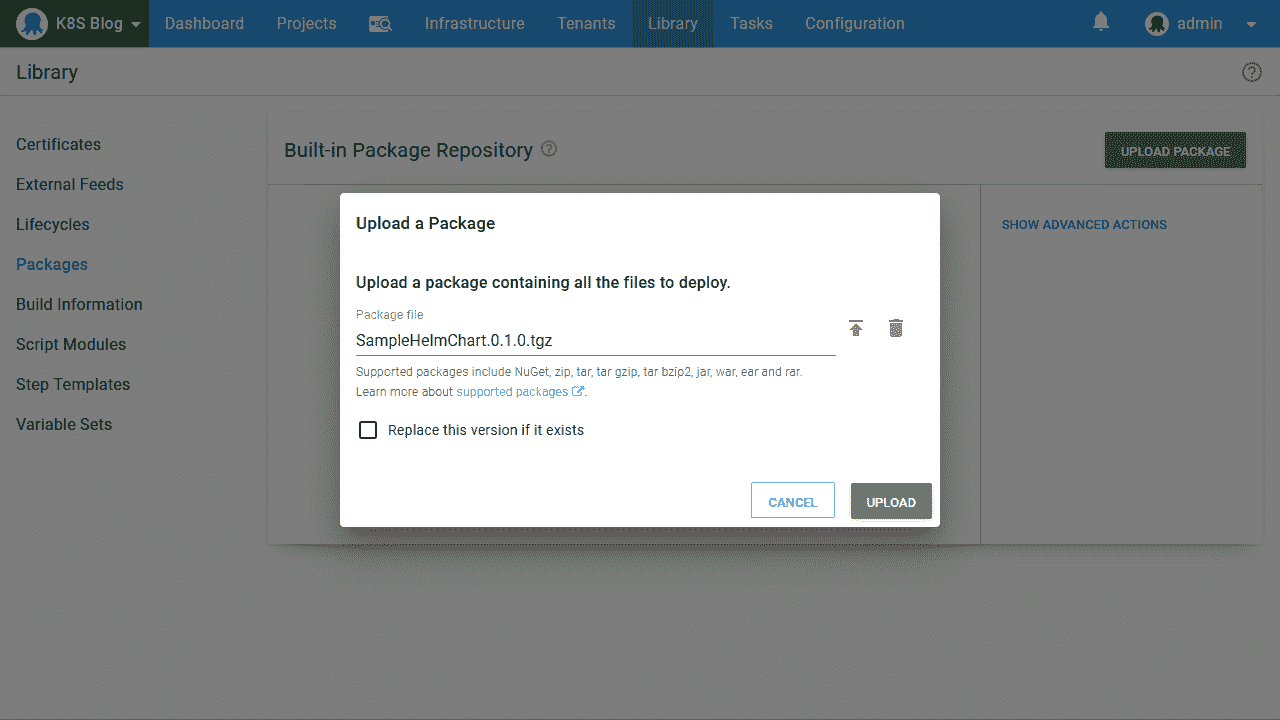 K8S Blog Dashboard Projects Infrastructure Tenants Library Tasks Configuration admin
Library
Certificates
External Feeds
Lifecycles
Packages
Build Information
Script Modules
Step Templates
Variable Sets
Built-in Package Repository
UPLOAD PACKAGE
SHOW ADVANCED ACTIONS
Upload a Package
Upload a package containing all the files to deploy.
Package file
SampleHelmChart.0.1.0.tgz
Supported packages include NuGet, zip, tar, tar gzip, tar bzip2, jar, war, ear and rar.
Learn more about supported packages.
Replace this version if it exists
CANCEL UPLOAD